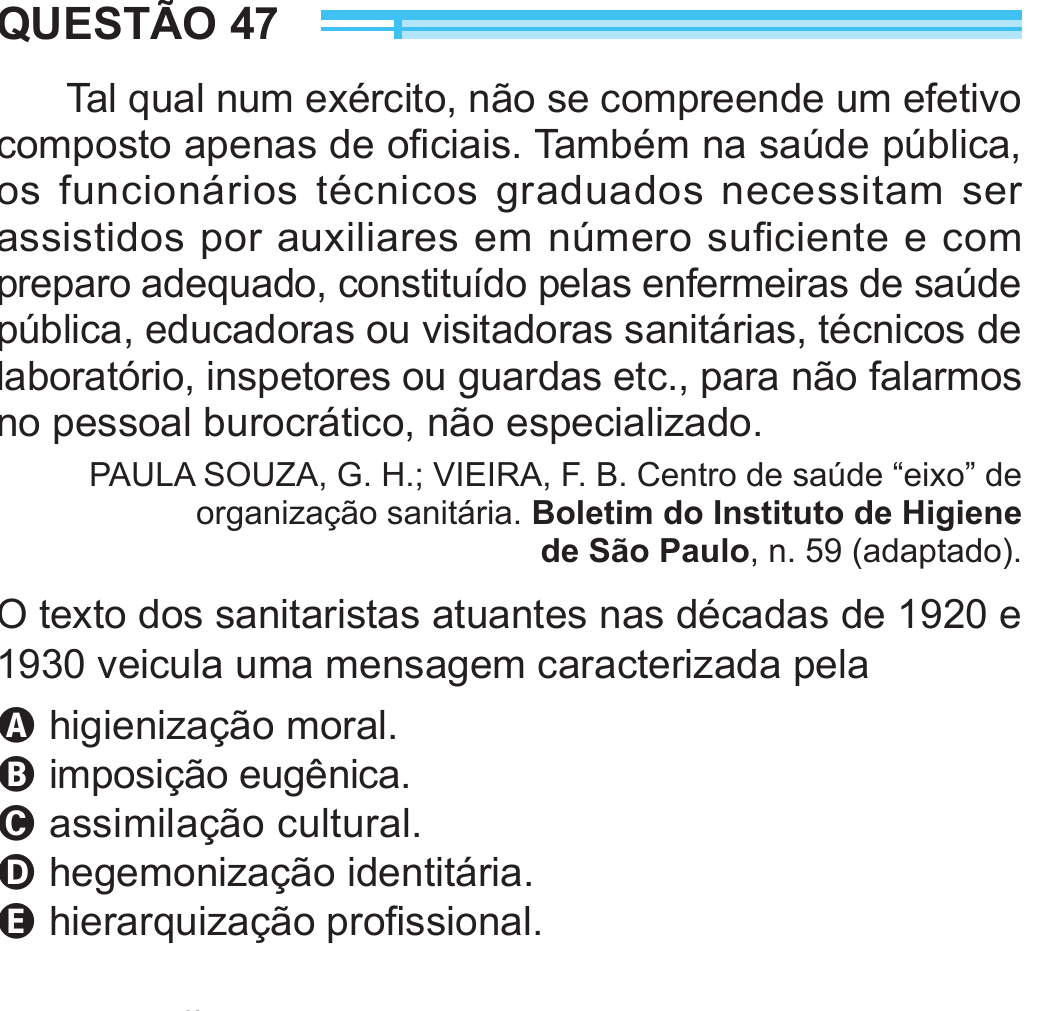 QUESTÃO 47
Tal qual num exército, não se compreende um efetivo
composto apenas de oficiais. Também na saúde pública,
os funcionários técnicos graduados necessitam ser
assistidos por auxiliares em número suficiente e com
preparo adequado, constituído pelas enfermeiras de saúde
pública, educadoras ou visitadoras sanitárias, técnicos de
laboratório, inspetores ou guardas etc., para não falarmos
no pessoal burocrático, não especializado.
PAULA SOUZA, G. H.; VIEIRA, F. B. Centro de saúde “eixo” de
organização sanitária. Boletim do Instituto de Higiene
de São Paulo, n. 59 (adaptado).
O texto dos sanitaristas atuantes nas décadas de 1920 e
1930 veicula uma mensagem caracterizada pela
A higienização moral.
B imposição eugênica.
C assimilação cultural.
D hegemonização identitária.
E hierarquização profissional.